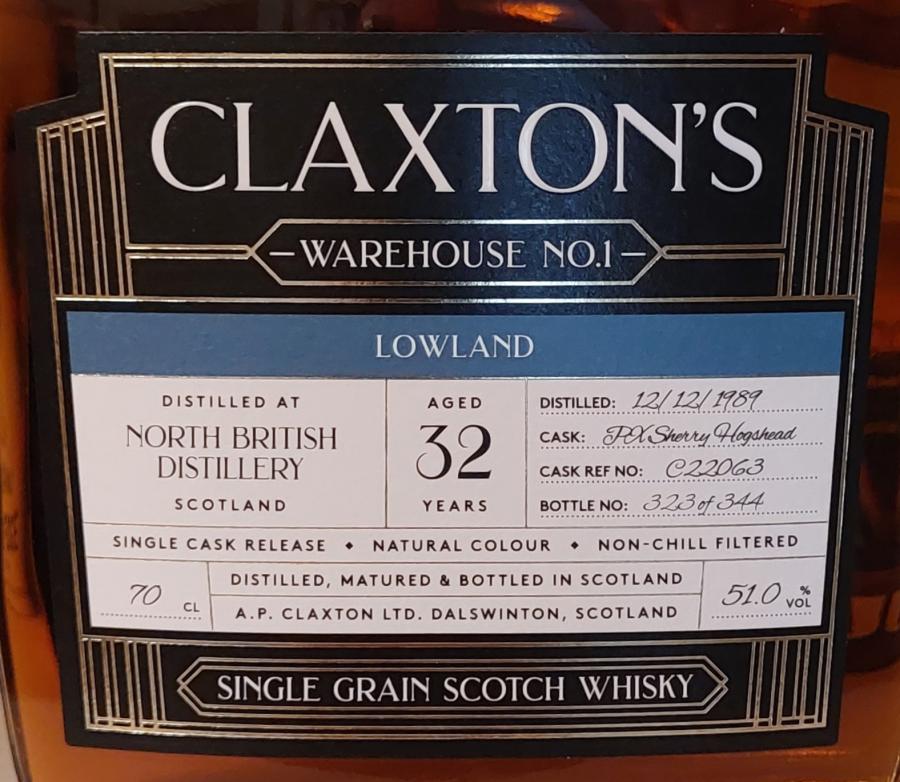 CLAXTON'S
WAREHOUSE NO.1
LOWLAND
DISTILLED AT
NORTH BRITISH
DISTILLERY
SCOTLAND
AGED
32
YEARS
DISTILLED: 12/12/1989
CASK: PX Sherry Hogshead
CASK REF NO: C22063
BOTTLE NO: 323 of 344
SINGLE CASK RELEASE ◆ NATURAL COLOUR ◆ NON-CHILL FILTERED
70 CL
DISTILLED, MATURED & BOTTLED IN SCOTLAND
A.P. CLAXTON LTD. DALSWINTON, SCOTLAND
51.0 % VOL
SINGLE GRAIN SCOTCH WHISKY